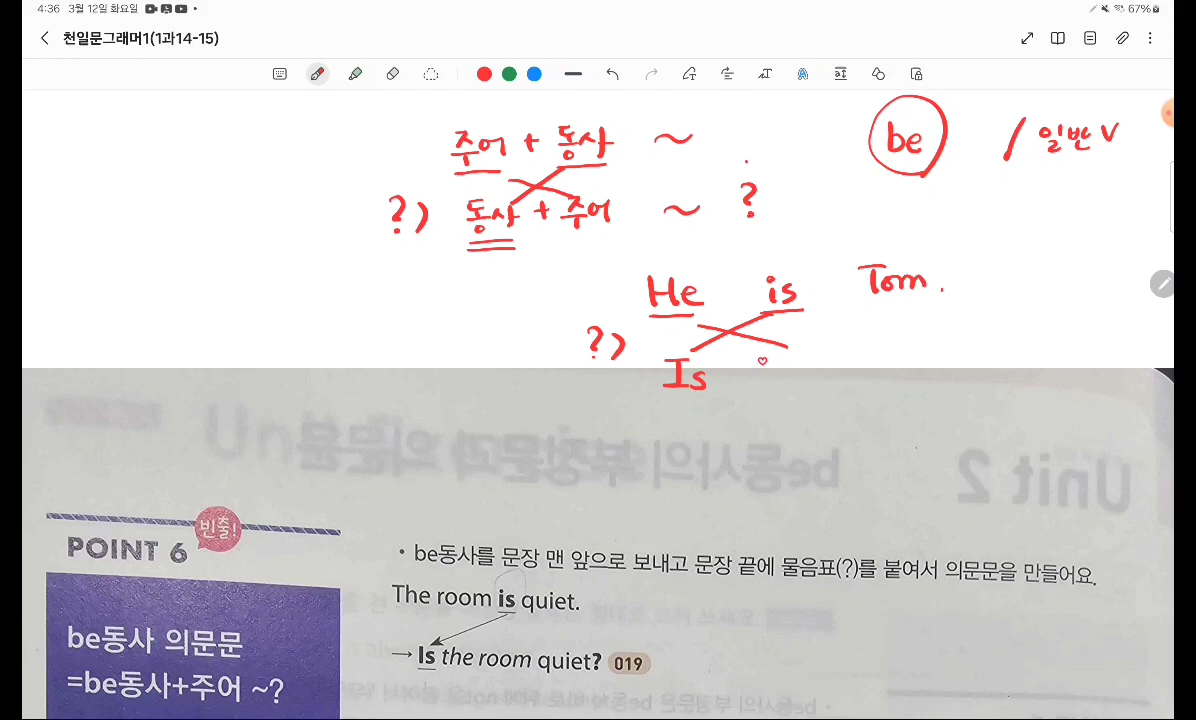 4:36 3월 12일 화요일 67%
천일문그래머1(1과14-15)
주어 + 동사 ~ .
be / 일반 V
?) 동사 + 주어 ~ ?
He is Tom.
?) Is
Unit 2
be동사의 부정문과 의문문
빈출!
POINT 6
be동사 의문문
=be동사+주어 ~?
• be동사를 문장 맨 앞으로 보내고 문장 끝에 물음표(?)를 붙여서 의문문을 만들어요.
The room is quiet.
→ Is the room quiet? 019